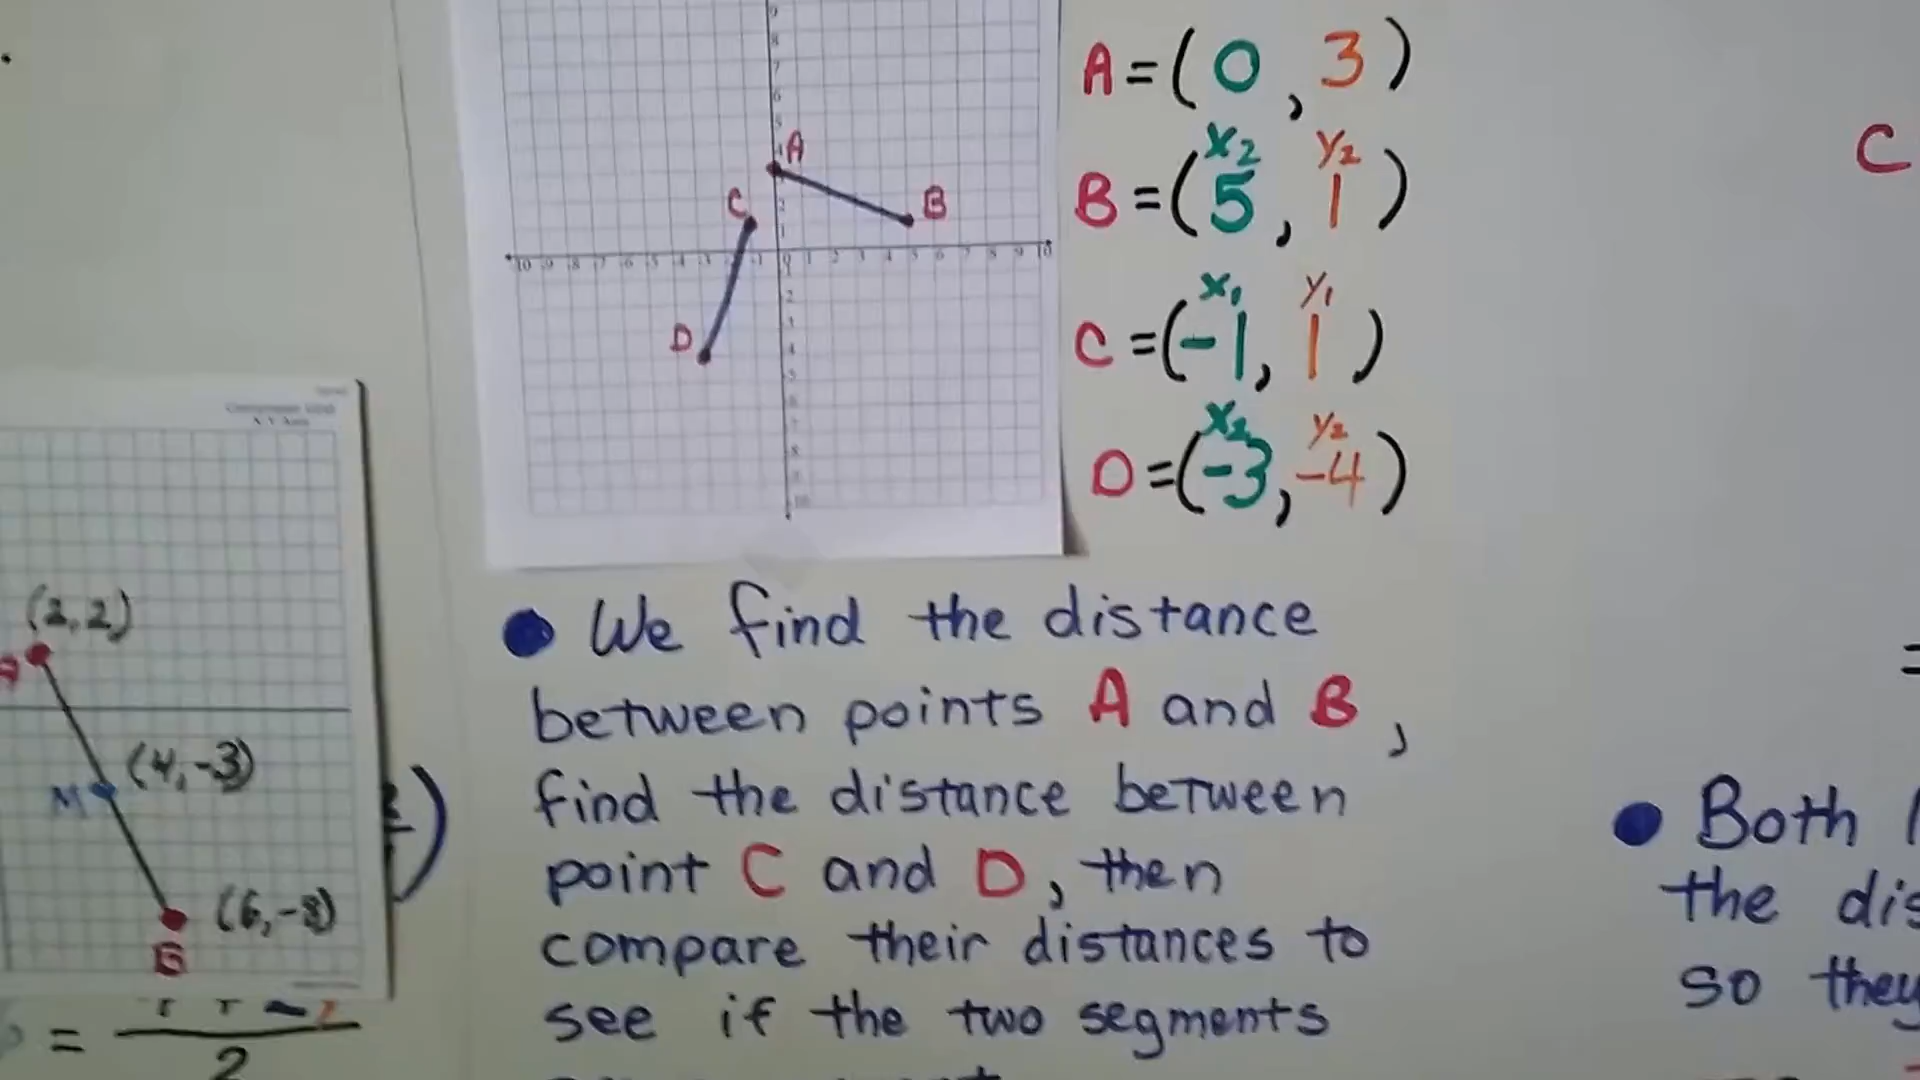 A = ( 0 , 3 )
x₂ y₂
B = ( 5 , 1 )
x₁ y₁
C = ( -1 , 1 )
x₂ y₂
D = ( -3 , -4 )
A
B
C
D
C
• We find the distance
between points A and B ,
find the distance between
point C and D , then
compare their distances to
see if the two segments
(2,2)
M (4,-3)
(6,-8)
B
=
2
=
• Both
the dis
so they